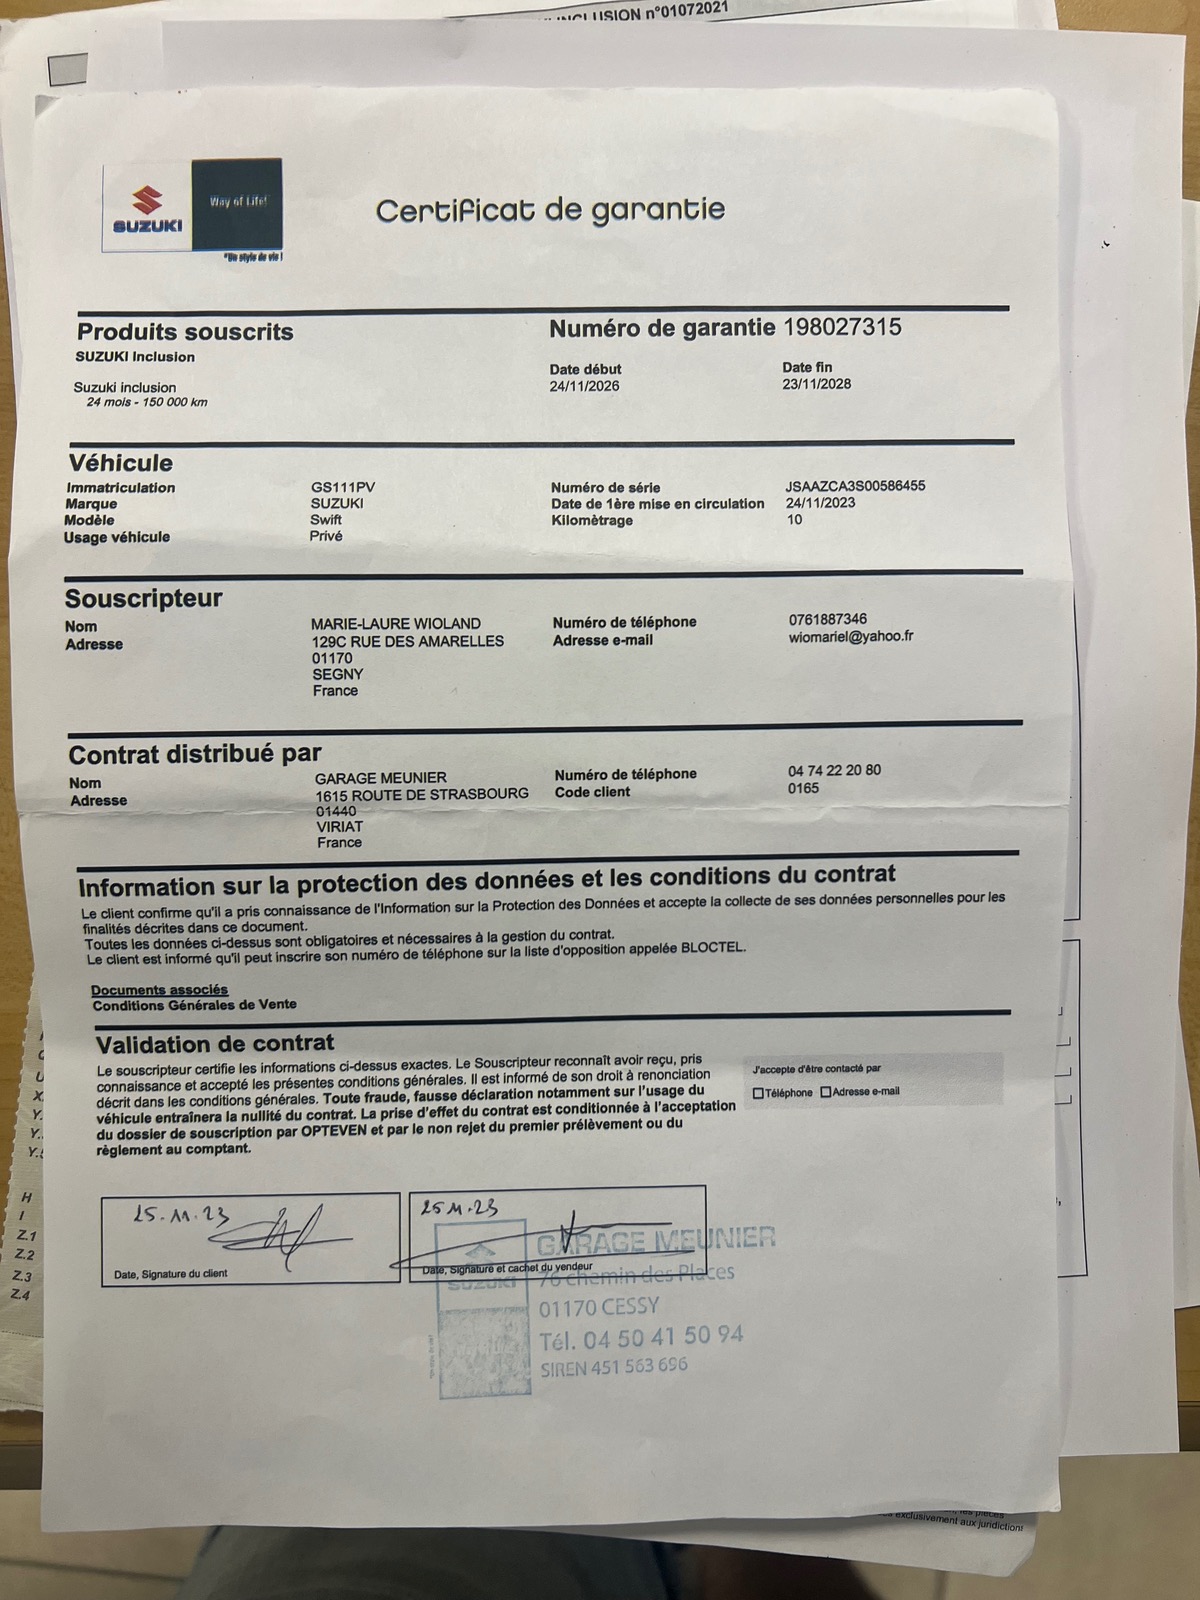 INCLUSION n°01072021
SUZUKI
Way of Life!
"Un style de vie !
Certificat de garantie
Produits souscrits
SUZUKI Inclusion
Suzuki inclusion
24 mois - 150 000 km
Numéro de garantie 198027315
Date début Date fin
24/11/2026 23/11/2028
Véhicule
Immatriculation GS111PV Numéro de série JSAAZCA3S00586455
Marque SUZUKI Date de 1ère mise en circulation 24/11/2023
Modèle Swift Kilomètrage 10
Usage véhicule Privé
Souscripteur
Nom MARIE-LAURE WIOLAND Numéro de téléphone 0761887346
Adresse 129C RUE DES AMARELLES Adresse e-mail wiomariel@yahoo.fr
01170
SEGNY
France
Contrat distribué par
Nom GARAGE MEUNIER Numéro de téléphone 04 74 22 20 80
Adresse 1615 ROUTE DE STRASBOURG Code client 0165
01440
VIRIAT
France
Information sur la protection des données et les conditions du contrat
Le client confirme qu'il a pris connaissance de l'Information sur la Protection des Données et accepte la collecte de ses données personnelles pour les
finalités décrites dans ce document.
Toutes les données ci-dessus sont obligatoires et nécessaires à la gestion du contrat.
Le client est informé qu'il peut inscrire son numéro de téléphone sur la liste d'opposition appelée BLOCTEL.
Documents associés
Conditions Générales de Vente
Validation de contrat
Le souscripteur certifie les informations ci-dessus exactes. Le Souscripteur reconnaît avoir reçu, pris
connaissance et accepté les présentes conditions générales. Il est informé de son droit à renonciation
décrit dans les conditions générales. Toute fraude, fausse déclaration notamment sur l'usage du
véhicule entraînera la nullité du contrat. La prise d'effet du contrat est conditionnée à l'acceptation
du dossier de souscription par OPTEVEN et par le non rejet du premier prélèvement ou du
règlement au comptant.
J'accepte d'être contacté par
Téléphone Adresse e-mail
25.11.23
Date, Signature du client
25 11.23
Date, Signature et cachet du vendeur
SUZUKI
GARAGE MEUNIER
76 chemin des Places
01170 CESSY
Tél. 04 50 41 50 94
SIREN 451 563 696
H
I
Z.1
Z.2
Z.3
Z.4
exclusivement aux juridictions